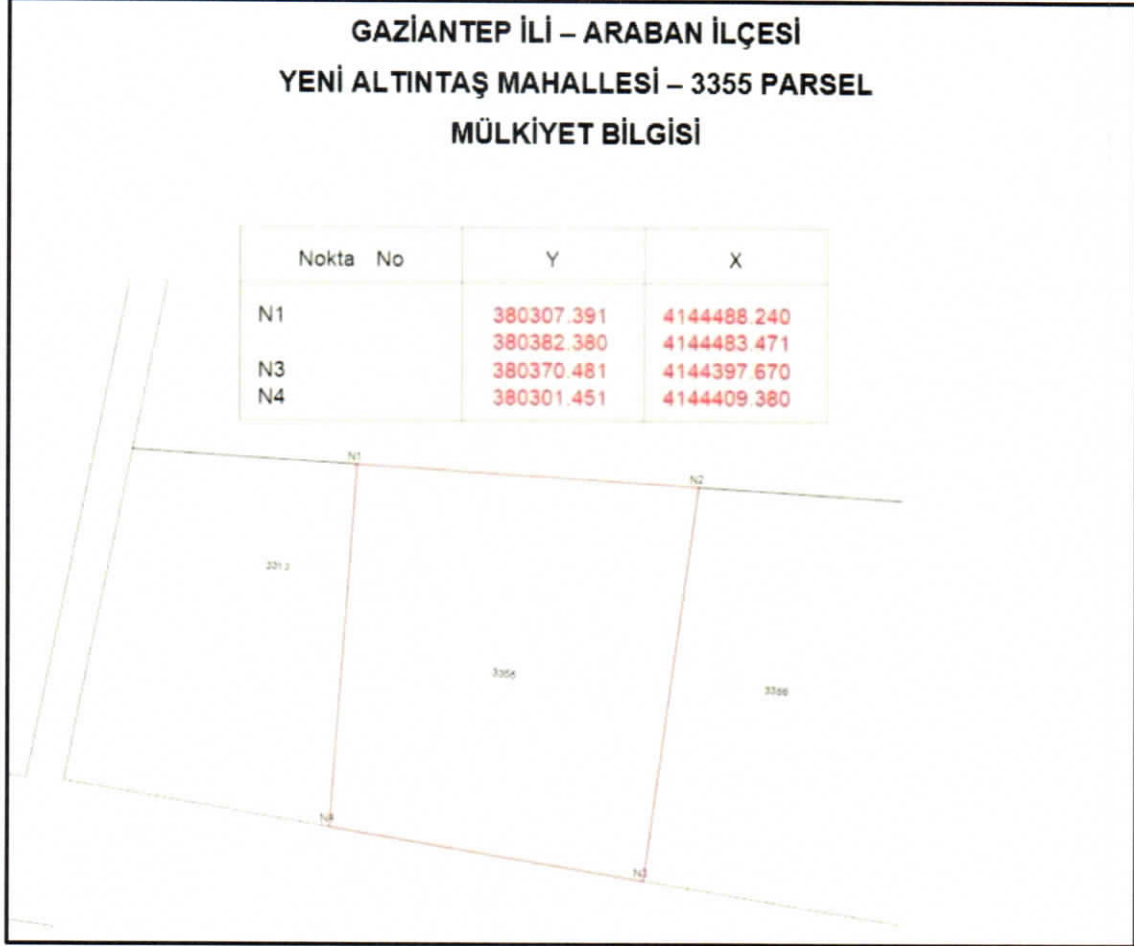 GAZİANTEP İLİ – ARABAN İLÇESİ
YENİ ALTINTAŞ MAHALLESİ – 3355 PARSEL
MÜLKİYET BİLGİSİ
Nokta No Y X
N1 380307.391 4144488.240
380382.380 4144483.471
N3 380370.481 4144397.670
N4 380301.451 4144409.380
N1
N2
3313
N4
N3